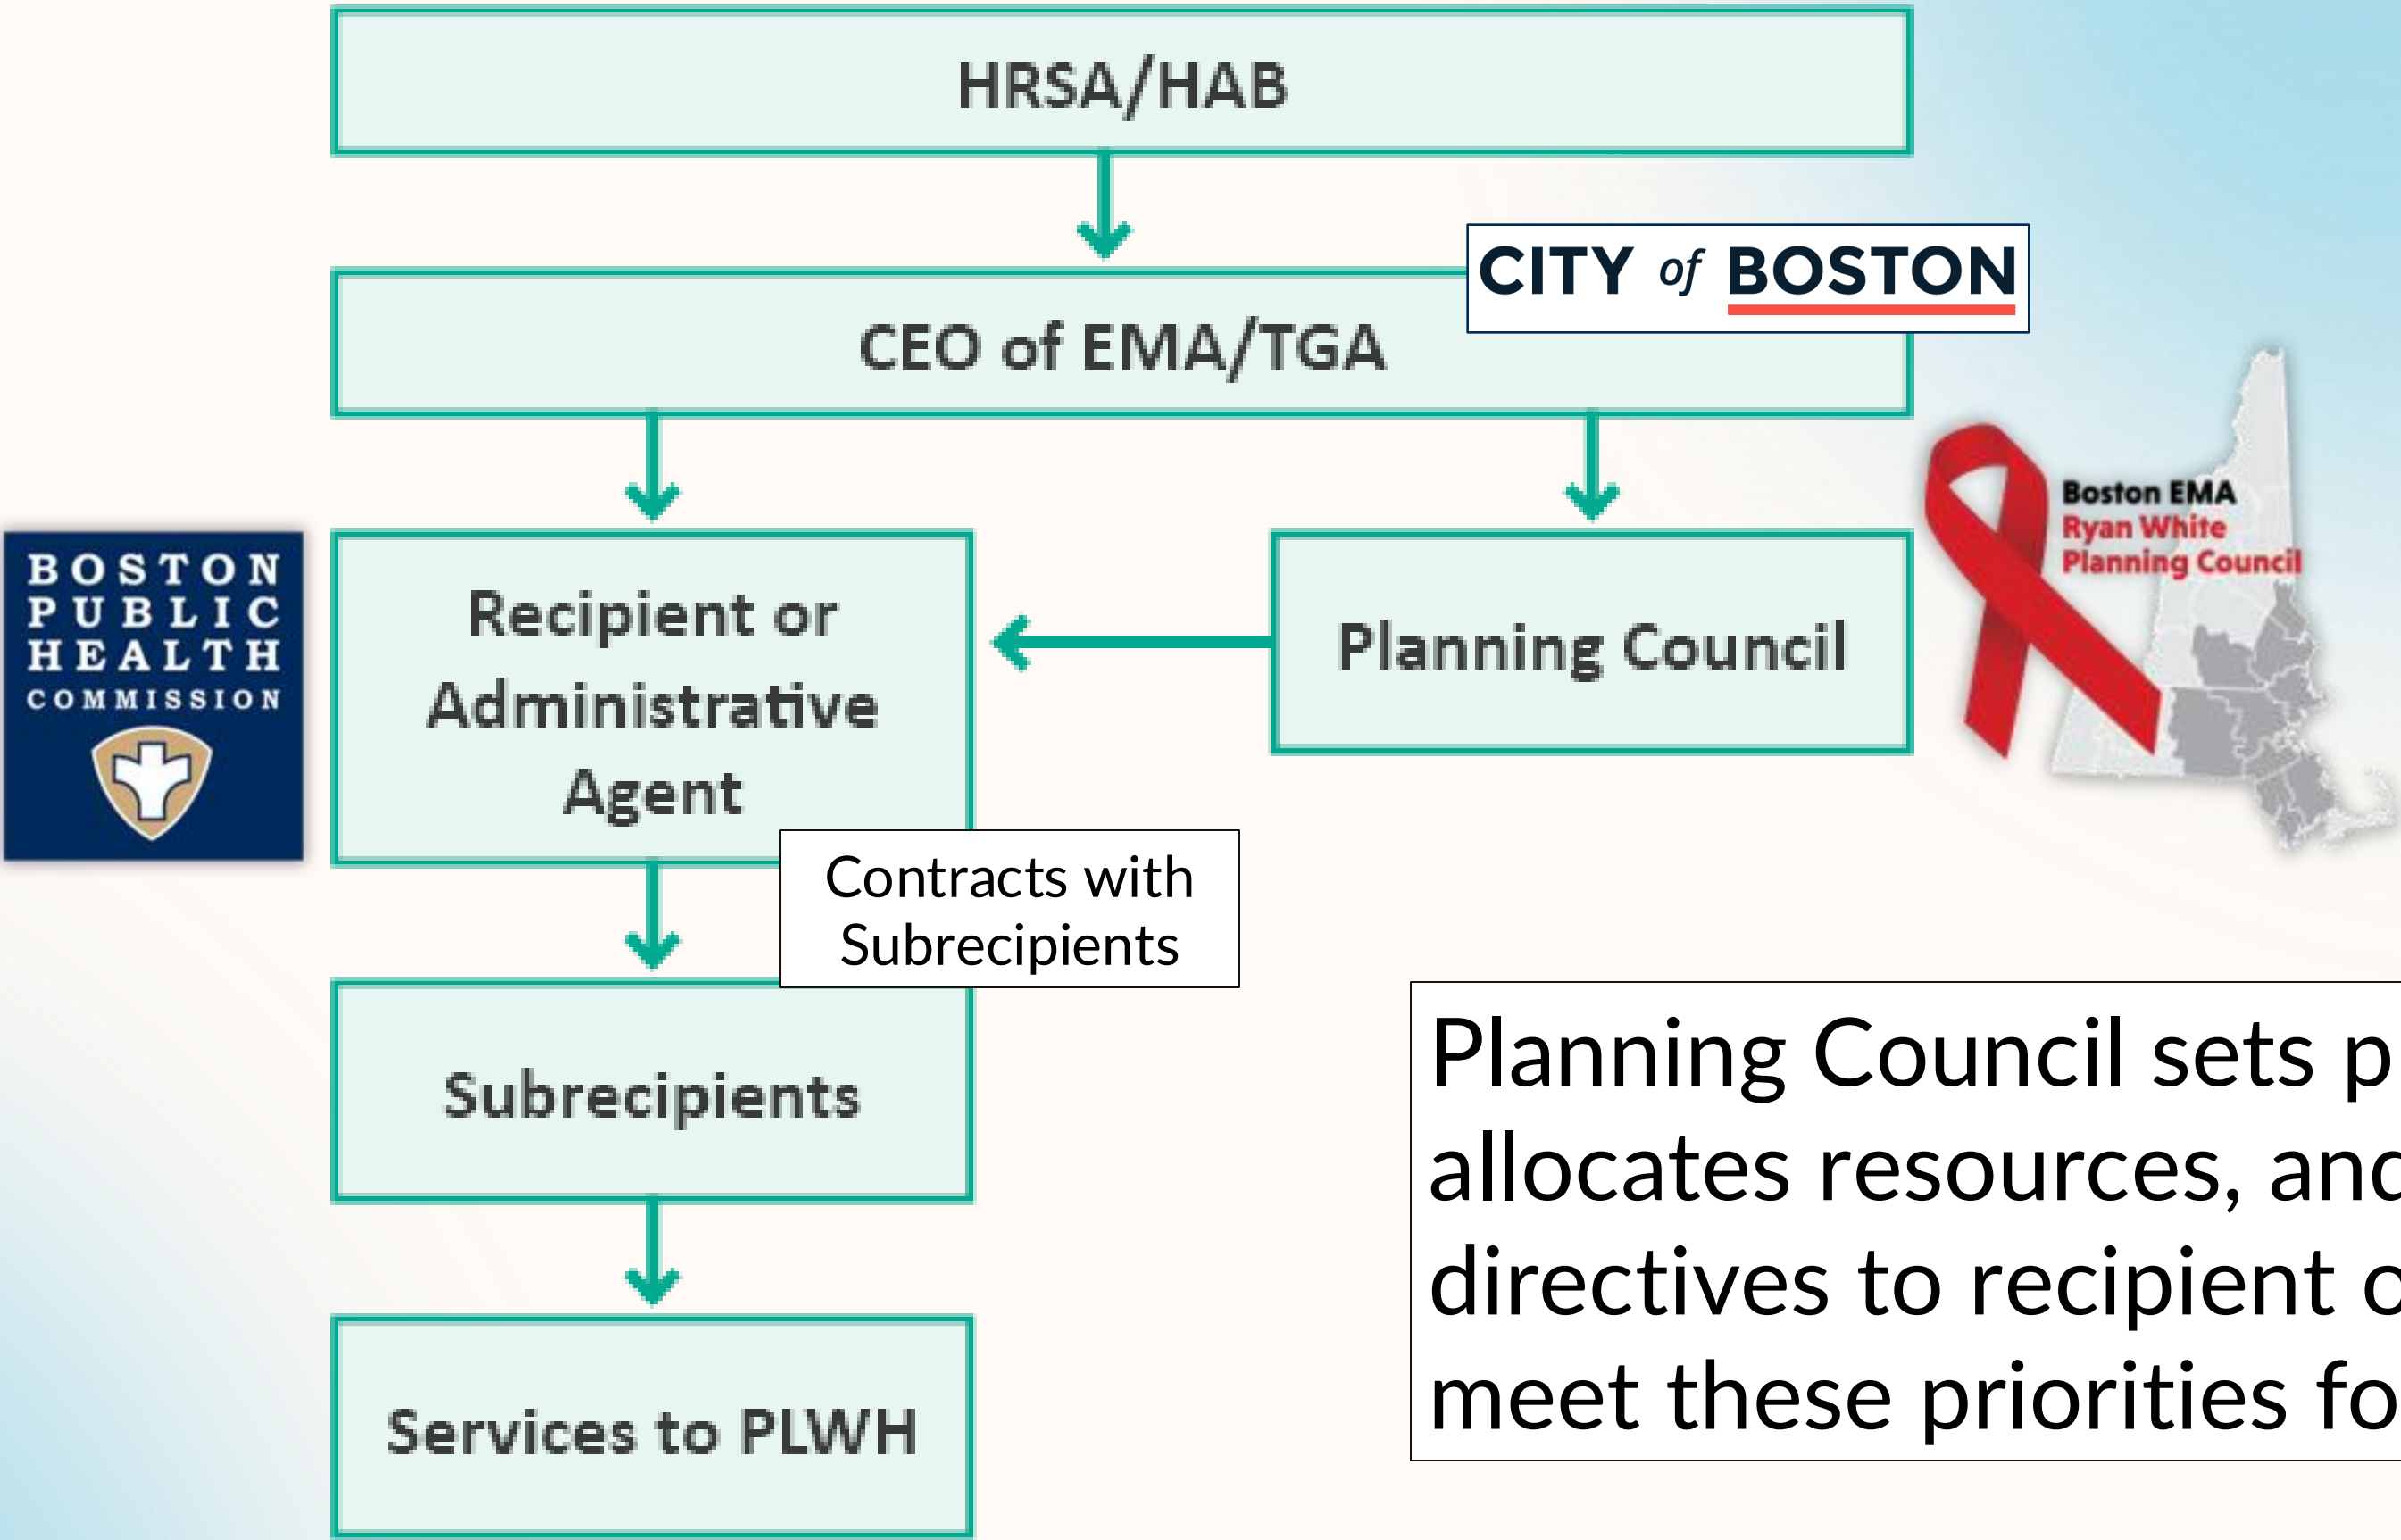 HRSA/HAB
CITY of BOSTON
CEO of EMA/TGA
BOSTON
PUBLIC
HEALTH
COMMISSION
Recipient or
Administrative
Agent
Planning Council
Boston EMA
Ryan White
Planning Council
Contracts with
Subrecipients
Subrecipients
Services to PLWH
Planning Council sets
allocates resources, and
directives to recipient
meet these priorities